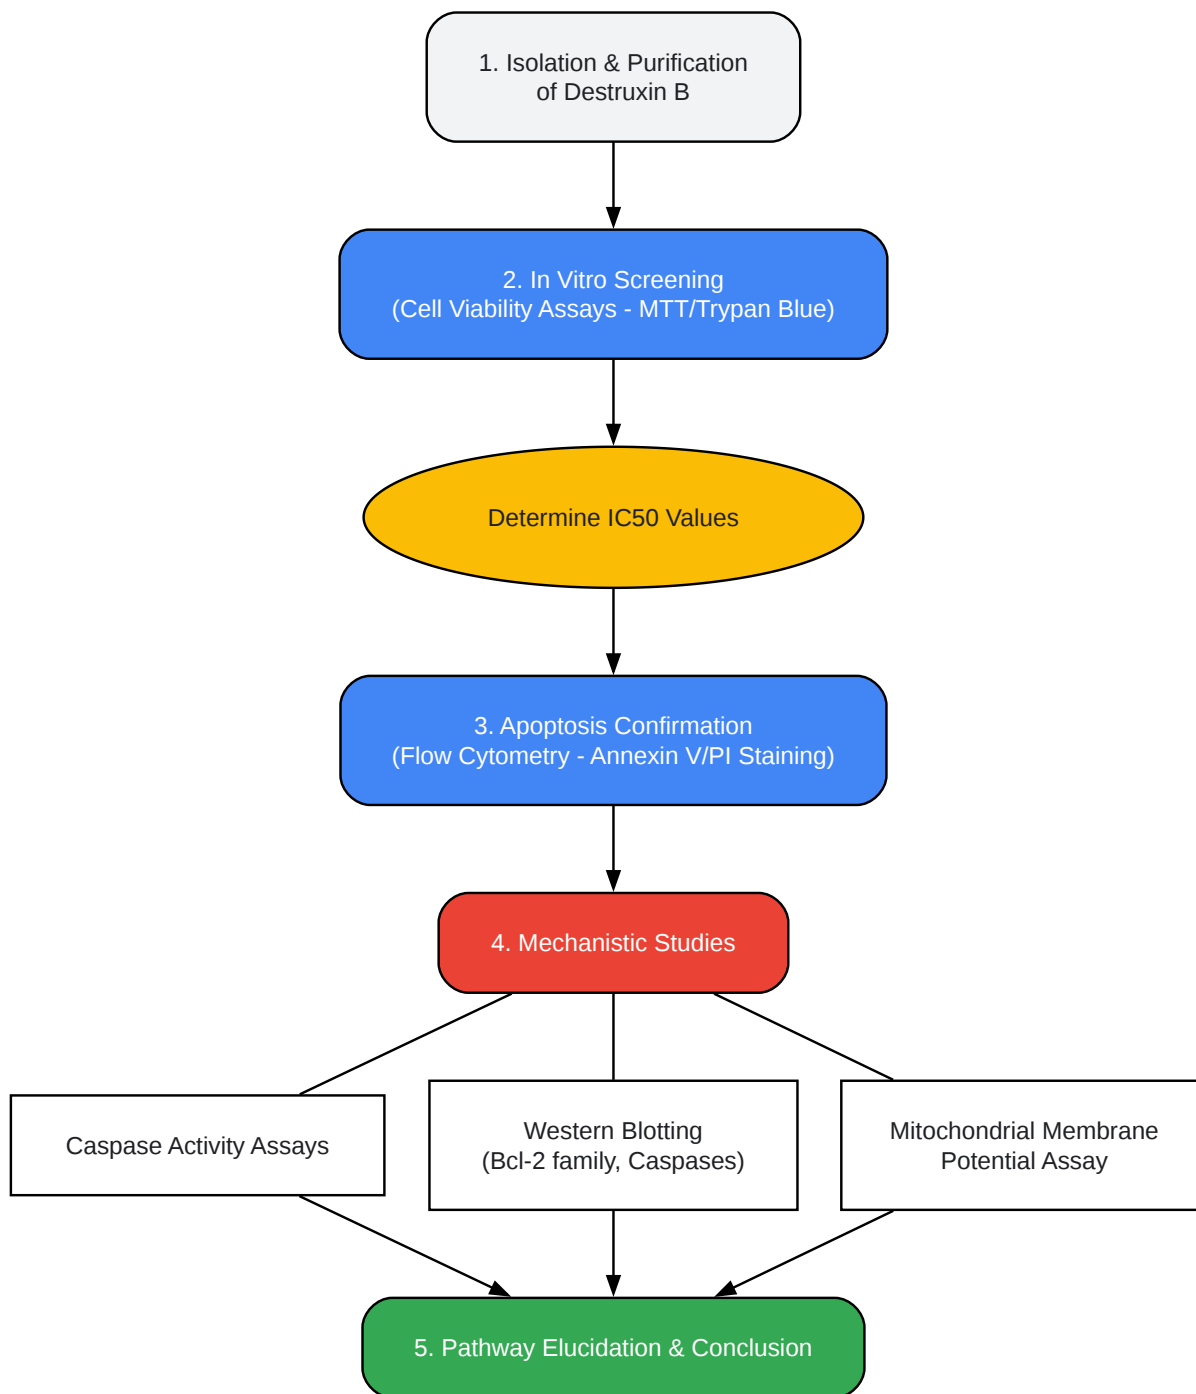 1. Isolation & Purification
of Destruxin B
2. In Vitro Screening
(Cell Viability Assays - MTT/Trypan Blue)
Determine IC50 Values
3. Apoptosis Confirmation
(Flow Cytometry - Annexin V/PI Staining)
4. Mechanistic Studies
Caspase Activity Assays
Western Blotting
(Bcl-2 family, Caspases)
Mitochondrial Membrane
Potential Assay
5. Pathway Elucidation & Conclusion